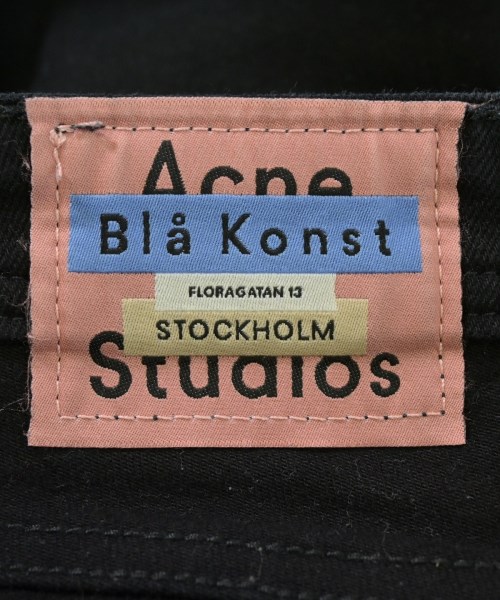 Acne
Blå Konst
FLORAGATAN 13
STOCKHOLM
Studios